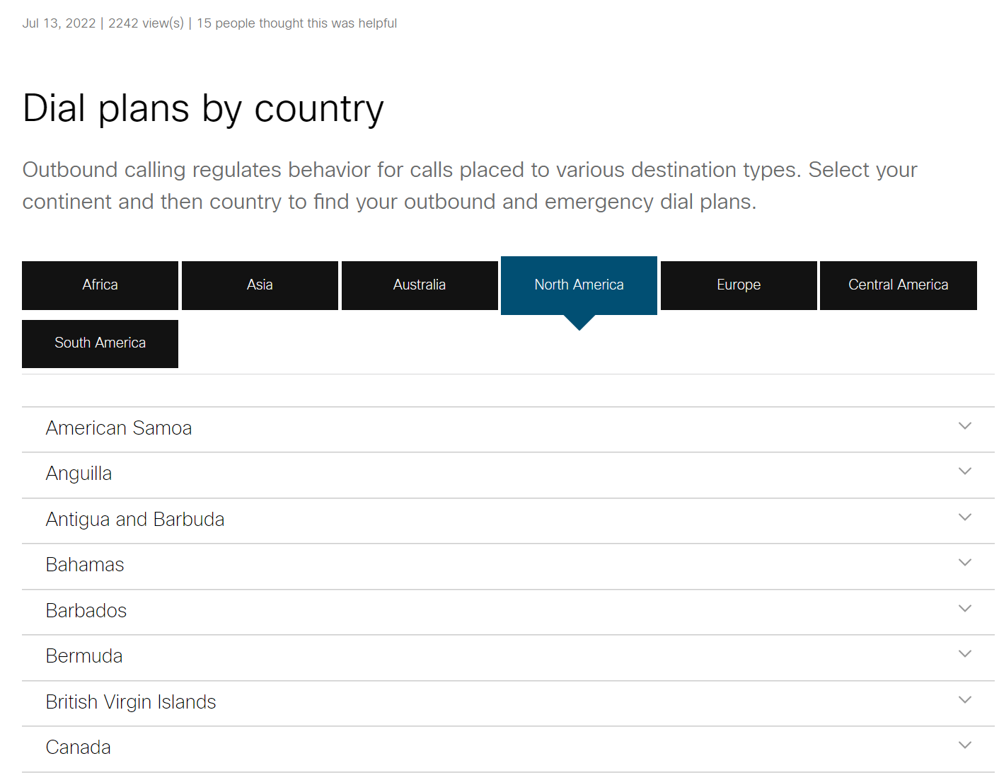 Jul 13, 2022 | 2242 view(s) | 15 people thought this was helpful
Dial plans by country
Outbound calling regulates behavior for calls placed to various destination types. Select your
continent and then country to find your outbound and emergency dial plans.
Africa
Asia
Australia
North America
Europe
Central America
South America
American Samoa
Anguilla
Antigua and Barbuda
Bahamas
Barbados
Bermuda
British Virgin Islands
Canada